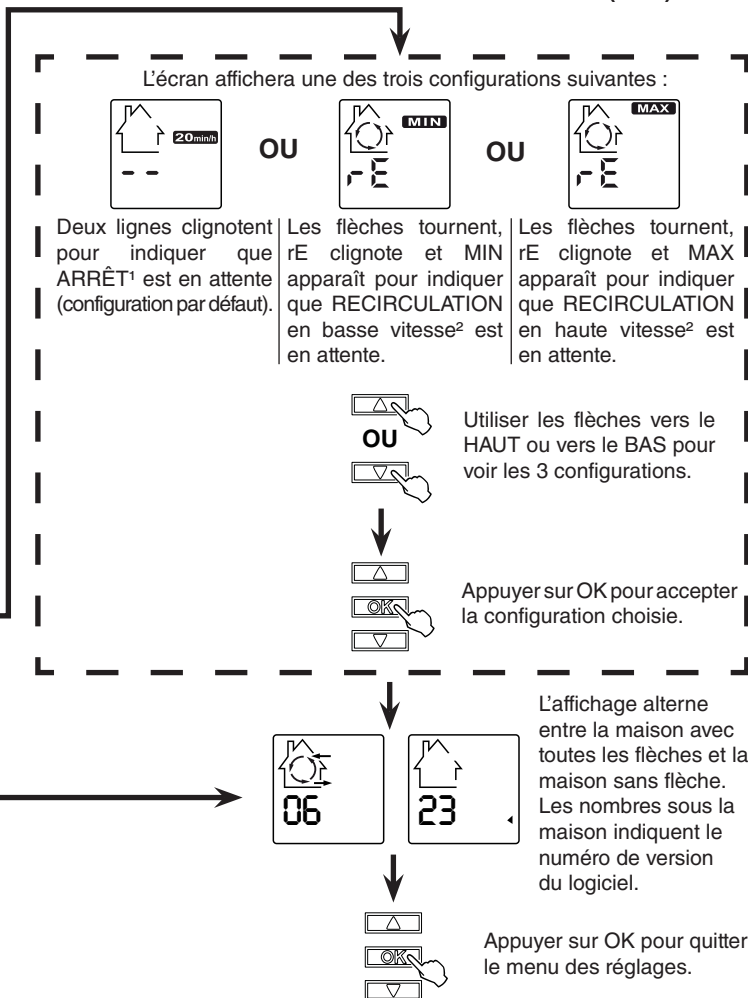 L'écran affichera une des trois configurations suivantes :
20min/h
- -
OU
MIN
rE
OU
MAX
rE
Deux lignes clignotent
pour indiquer que
ARRÊT¹ est en attente
(configuration par défaut).
Les flèches tournent,
rE clignote et MIN
apparaît pour indiquer
que RECIRCULATION
en basse vitesse² est
en attente.
Les flèches tournent,
rE clignote et MAX
apparaît pour indiquer
que RECIRCULATION
en haute vitesse² est
en attente.
OU
Utiliser les flèches vers le
HAUT ou vers le BAS pour
voir les 3 configurations.
OK
Appuyer sur OK pour accepter
la configuration choisie.
06
23
L'affichage alterne
entre la maison avec
toutes les flèches et la
maison sans flèche.
Les nombres sous la
maison indiquent le
numéro de version
du logiciel.
OK
Appuyer sur OK pour quitter
le menu des réglages.